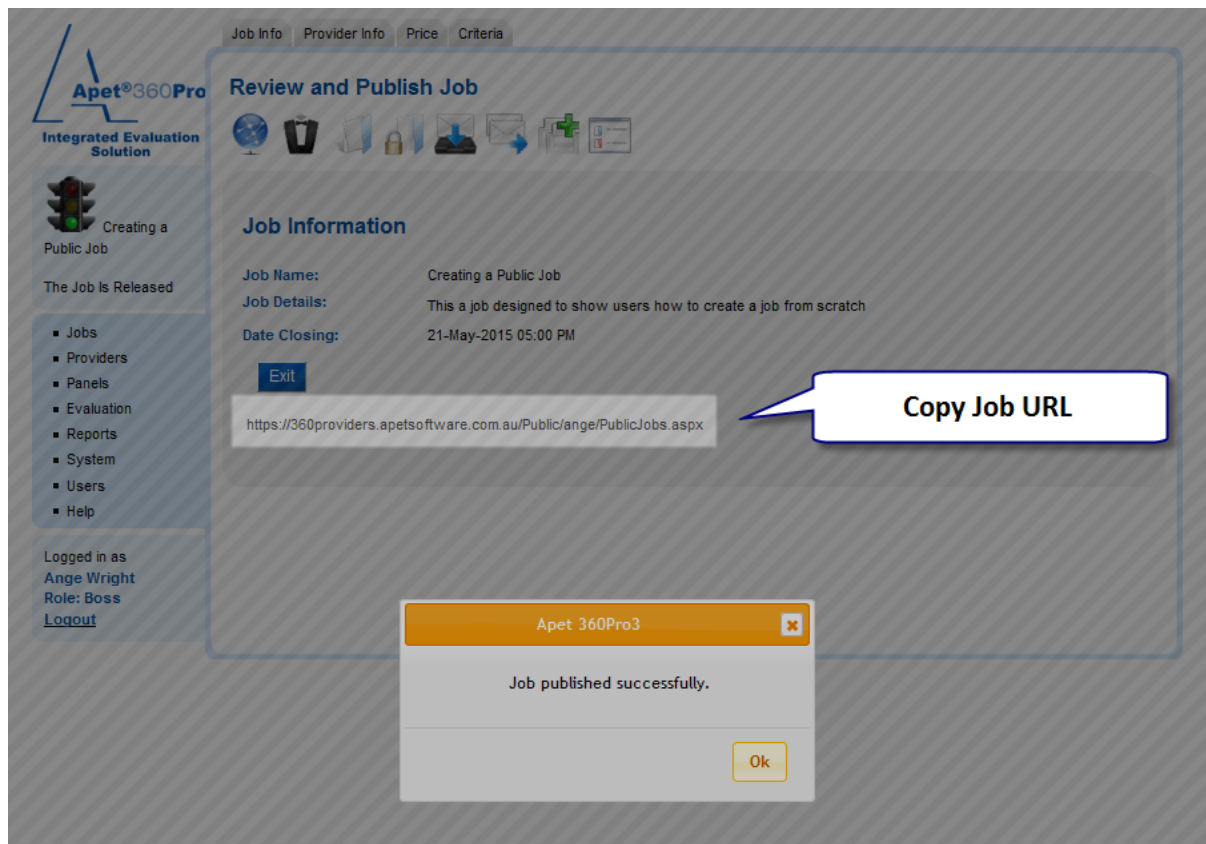 Job Info Provider Info Price Criteria
Apet®360Pro
Integrated Evaluation
Solution
Creating a
Public Job
The Job Is Released
Jobs
Providers
Panels
Evaluation
Reports
System
Users
Help
Logged in as
Ange Wright
Role: Boss
Logout
Review and Publish Job
Job Information
Job Name: Creating a Public Job
Job Details: This a job designed to show users how to create a job from scratch
Date Closing: 21-May-2015 05:00 PM
Exit
https://360providers.apetsoftware.com.au/Public/ange/PublicJobs.aspx
Copy Job URL
Apet 360Pro3
Job published successfully.
Ok